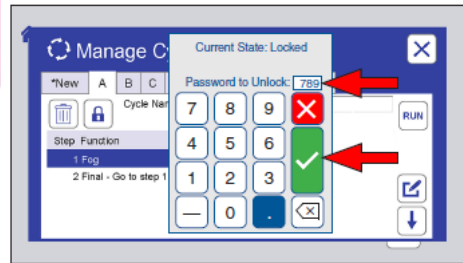 Manage C
Current State: Locked
*New A B C
Password to Unlock: 789
Cycle Nar
7 8 9
RUN
4 5 6
Step Function
1 Fog
2 Final - Go to step 1
1 2 3
— 0 .